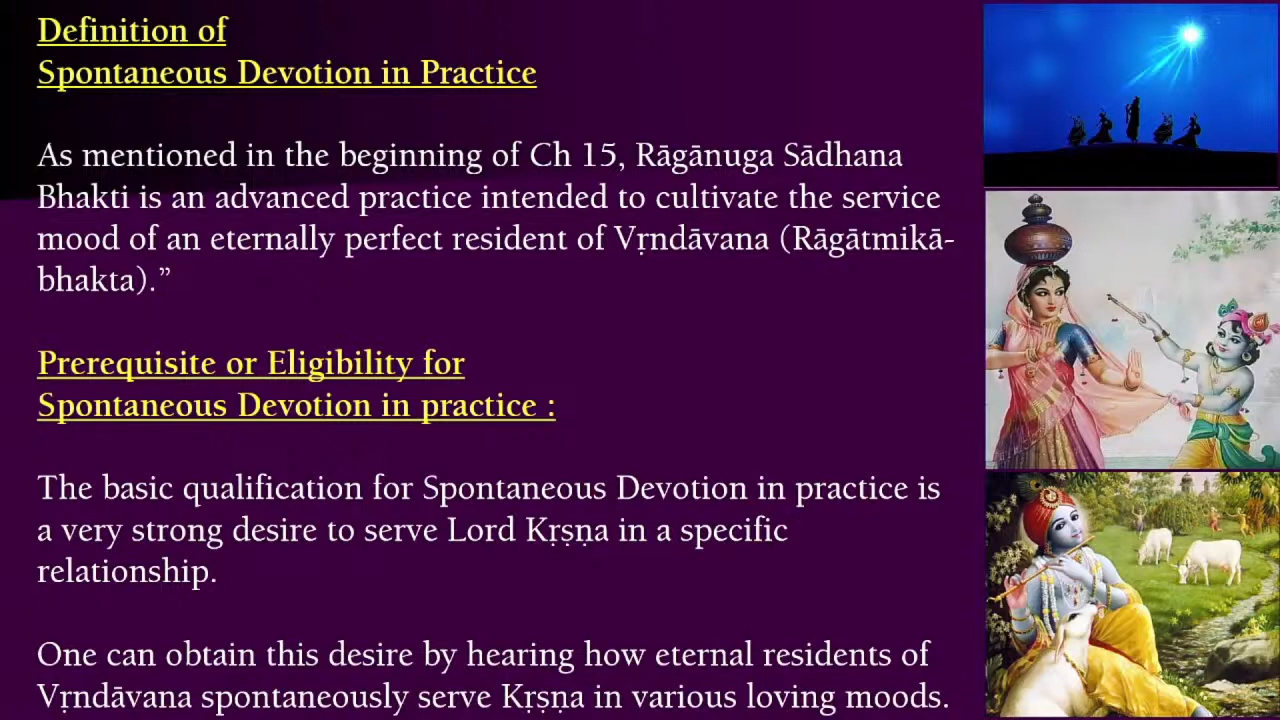 Definition of
Spontaneous Devotion in Practice
As mentioned in the beginning of Ch 15, Rāgānuga Sādhana
Bhakti is an advanced practice intended to cultivate the service
mood of an eternally perfect resident of Vṛndāvana (Rāgātmikā-
bhakta).”
Prerequisite or Eligibility for
Spontaneous Devotion in practice :
The basic qualification for Spontaneous Devotion in practice is
a very strong desire to serve Lord Kṛṣṇa in a specific
relationship.
One can obtain this desire by hearing how eternal residents of
Vṛndāvana spontaneously serve Kṛṣṇa in various loving moods.